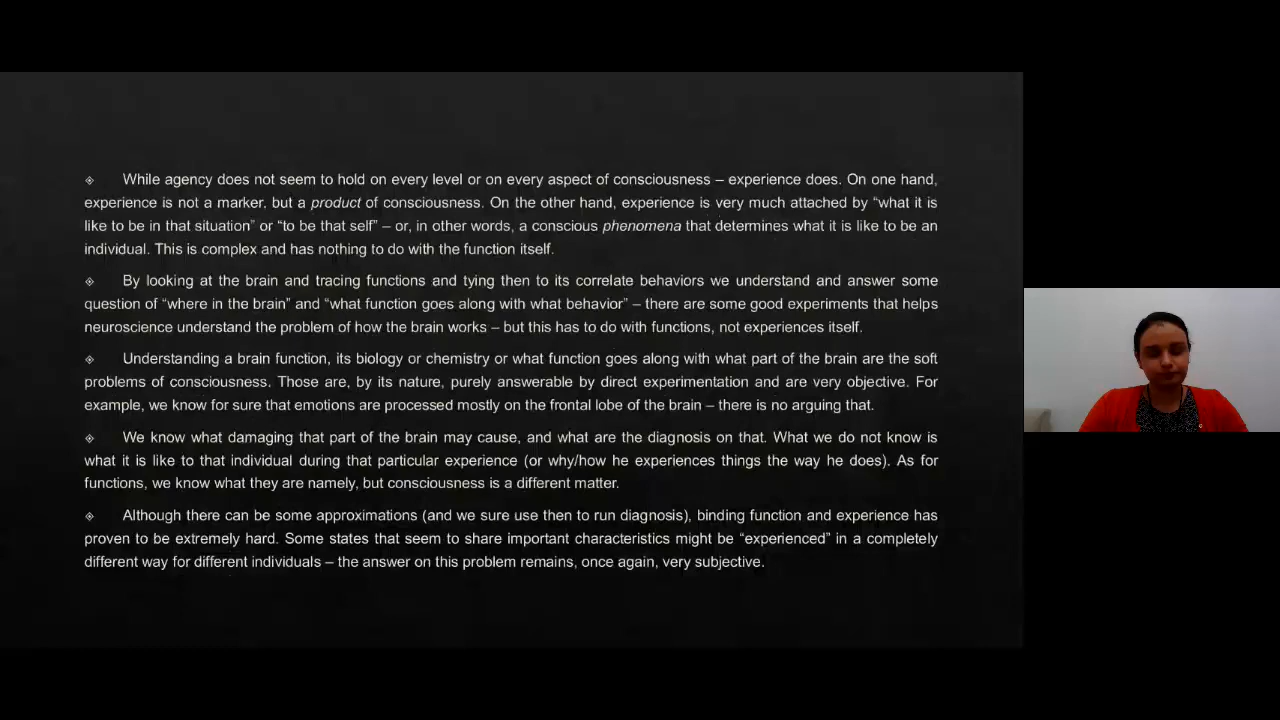 ◈ While agency does not seem to hold on every level or on every aspect of consciousness – experience does. On one hand,
experience is not a marker, but a product of consciousness. On the other hand, experience is very much attached by “what it is
like to be in that situation” or “to be that self” – or, in other words, a conscious phenomena that determines what it is like to be an
individual. This is complex and has nothing to do with the function itself.
◈ By looking at the brain and tracing functions and tying then to its correlate behaviors we understand and answer some
question of “where in the brain” and “what function goes along with what behavior” – there are some good experiments that helps
neuroscience understand the problem of how the brain works – but this has to do with functions, not experiences itself.
◈ Understanding a brain function, its biology or chemistry or what function goes along with what part of the brain are the soft
problems of consciousness. Those are, by its nature, purely answerable by direct experimentation and are very objective. For
example, we know for sure that emotions are processed mostly on the frontal lobe of the brain – there is no arguing that.
◈ We know what damaging that part of the brain may cause, and what are the diagnosis on that. What we do not know is
what it is like to that individual during that particular experience (or why/how he experiences things the way he does). As for
functions, we know what they are namely, but consciousness is a different matter.
◈ Although there can be some approximations (and we sure use then to run diagnosis), binding function and experience has
proven to be extremely hard. Some states that seem to share important characteristics might be “experienced” in a completely
different way for different individuals – the answer on this problem remains, once again, very subjective.